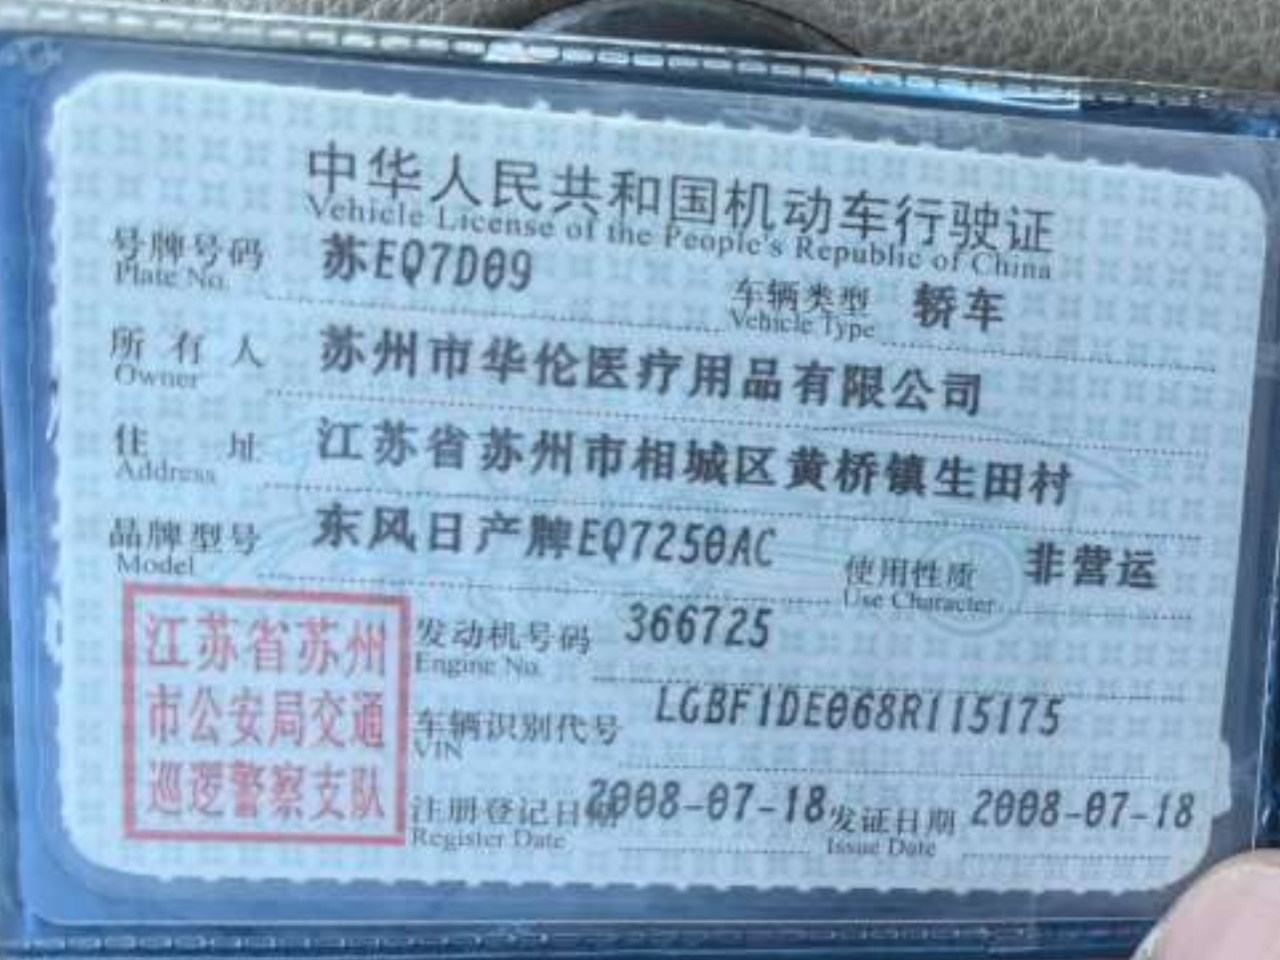 中华人民共和国机动车行驶证
Vehicle License of the People's Republic of China
号牌号码 苏EQ7D09 车辆类型 轿车
Plate No. Vehicle Type
所有人 苏州市华伦医疗用品有限公司
Owner
住址 江苏省苏州市相城区黄桥镇生田村
Address
品牌型号 东风日产牌EQ7250AC 使用性质 非营运
Model Use Character
江苏省苏州
市公安局交通
巡逻警察支队
发动机号码 366725
Engine No.
车辆识别代号 LGBF1DE068R115175
VIN
注册登记日期 2008-07-18 发证日期 2008-07-18
Register Date Issue Date